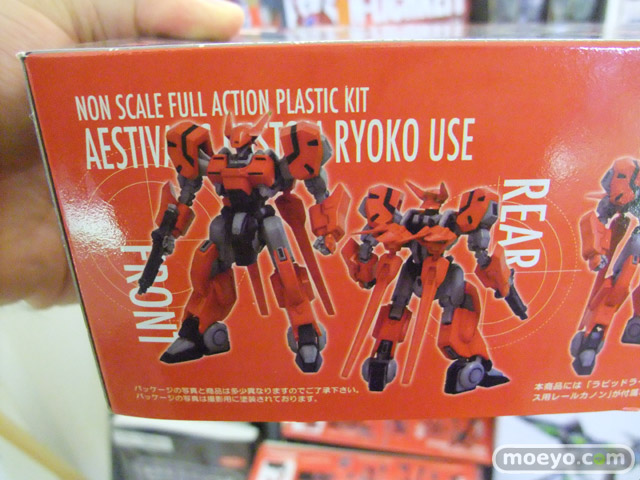 NON SCALE FULL ACTION PLASTIC KIT
RYOKO USE
FRONT
REAR
パッケージの写真と商品は多少異なりますのでご了承下さい。
パッケージの写真は撮影用に塗装されております。
本商品には「ラピッドラ
ス用レールカノン」が付属
moeyo.com